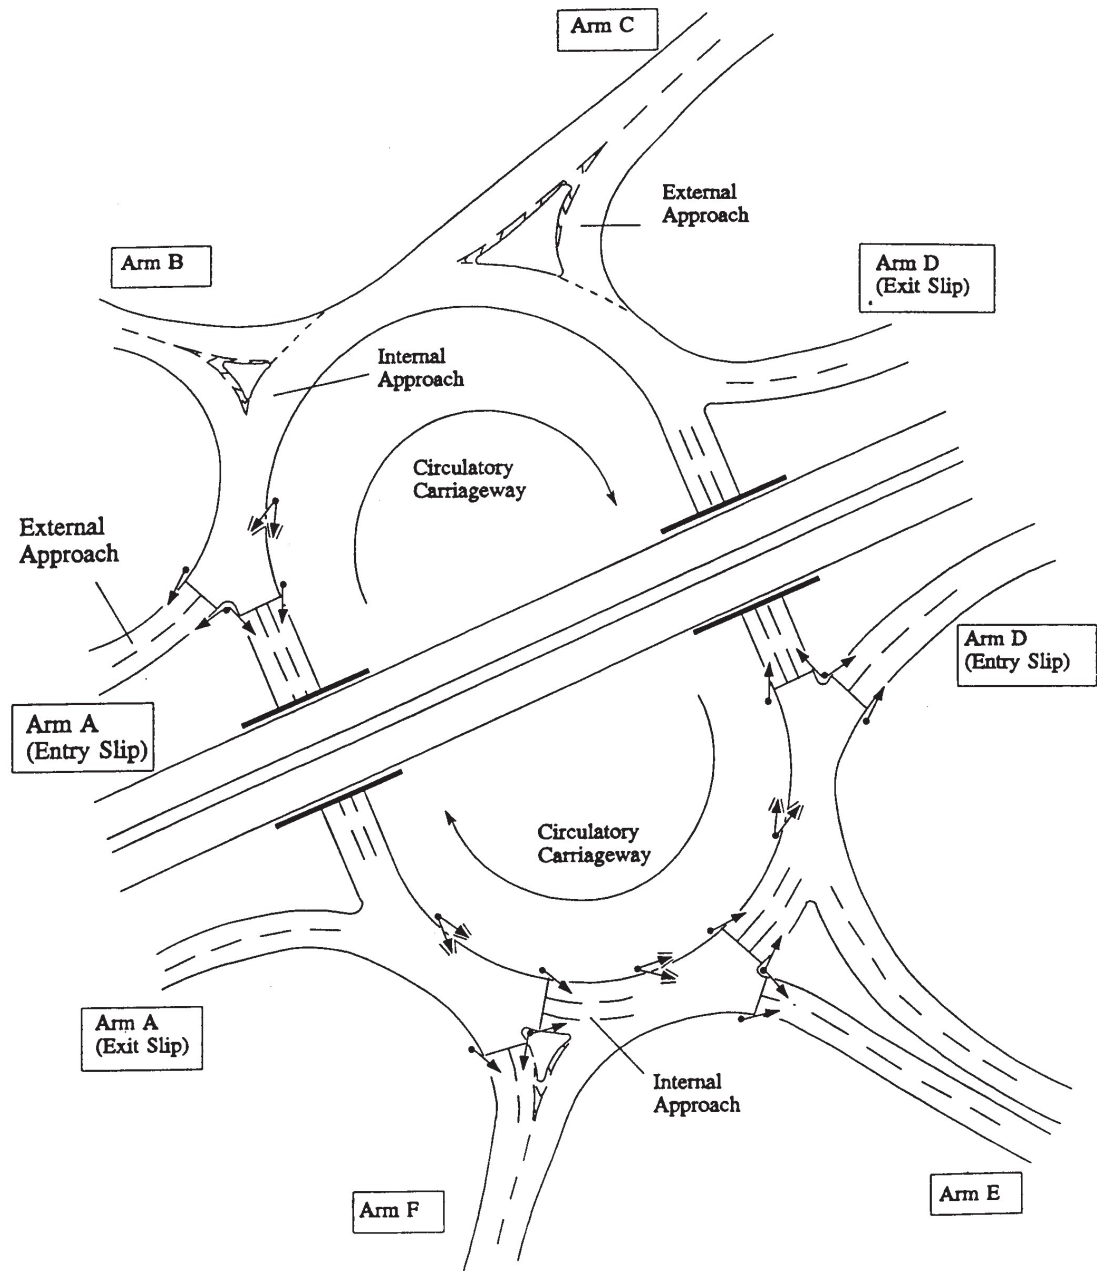 Arm C
External
Approach
Arm B
Arm D
(Exit Slip)
Internal
Approach
Circulatory
Carriageway
External
Approach
Arm D
(Entry Slip)
Arm A
(Entry Slip)
Circulatory
Carriageway
Arm A
(Exit Slip)
Internal
Approach
Arm E
Arm F